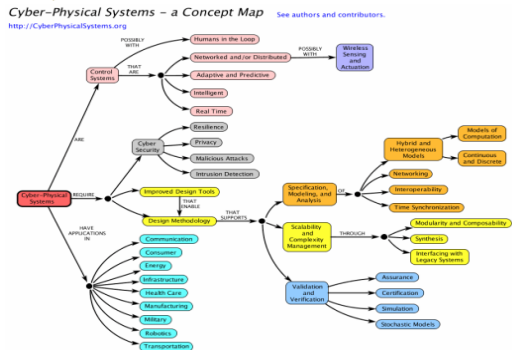 Cyber-Physical Systems – a Concept Map
See authors and contributors.
http://CyberPhysicalSystems.org
Humans in the Loop
POSSIBLY
WITH
Networked and/or Distributed
POSSIBLY
WITH
Wireless
Sensing
and
Actuation
Control
Systems
THAT
ARE
Adaptive and Predictive
Intelligent
Real Time
ARE
Resilience
Cyber
Security
Privacy
Malicious Attacks
Intrusion Detection
Models of
Computation
Hybrid and
Heterogeneous
Models
Continuous
and Discrete
Cyber-Physical
Systems
REQUIRE
Improved Design Tools
THAT
ENABLE
Design Methodology
THAT
SUPPORTS
Specification,
Modeling, and
Analysis
OF
Networking
Interoperability
Time Synchronization
Scalability
and
Complexity
Management
THROUGH
Modularity and Composability
Synthesis
Interfacing with
Legacy Systems
HAVE
APPLICATIONS
IN
Communication
Consumer
Energy
Infrastructure
Health Care
Manufacturing
Military
Robotics
Transportation
Validation
and
Verification
Assurance
Certification
Simulation
Stochastic Models